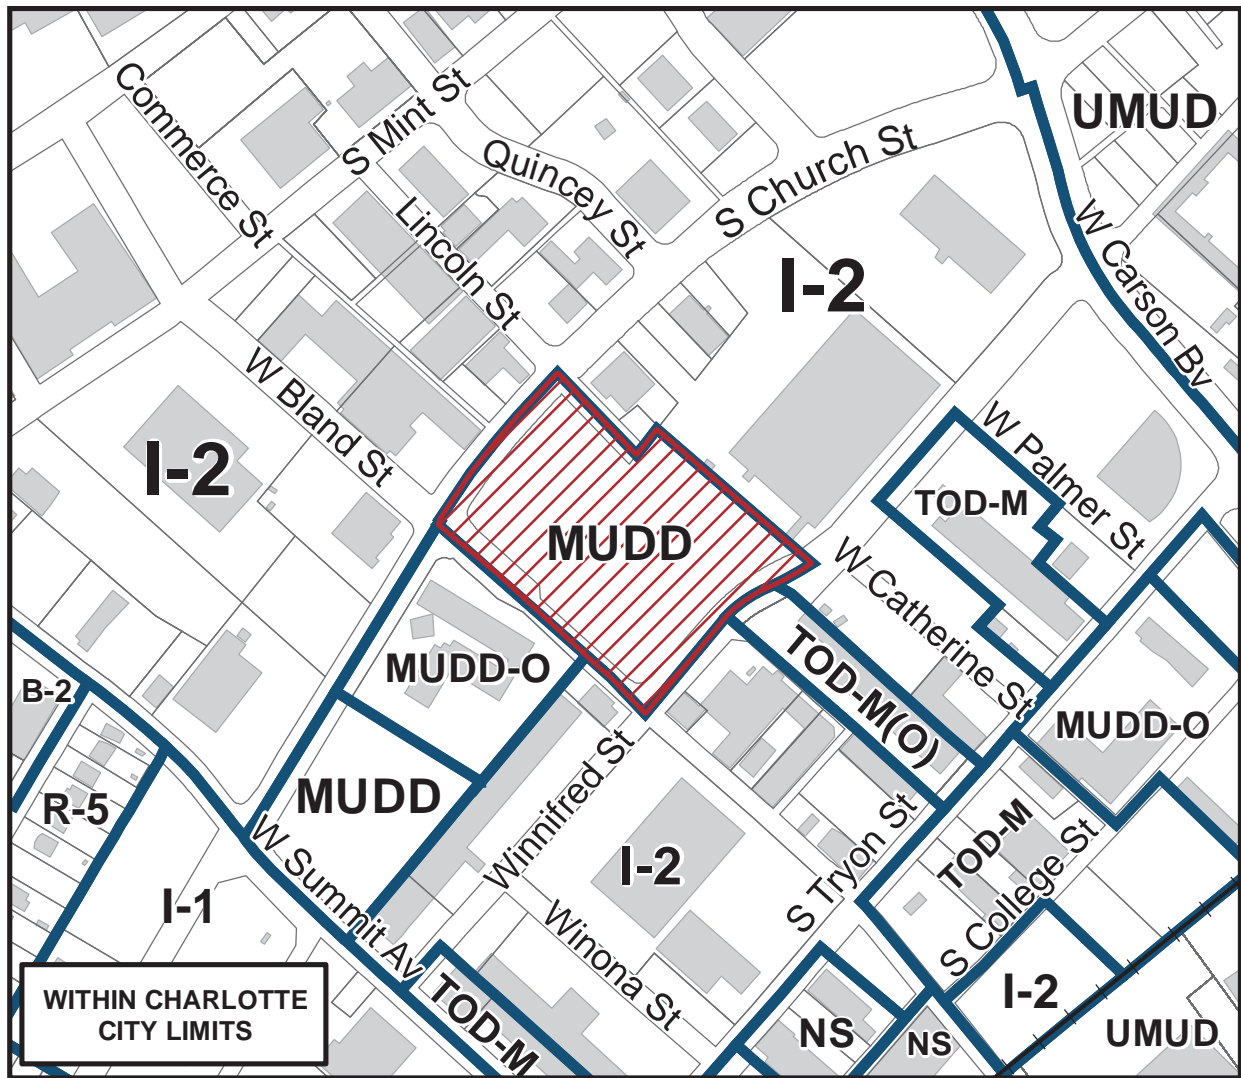 Commerce St
S Mint St
UMUD
Quincey St
S Church St
Lincoln St
W Carson Bv
I-2
W Bland St
I-2
W Palmer St
TOD-M
MUDD
W Catherine St
MUDD-O
TOD-M(O)
B-2
MUDD-O
R-5
MUDD
Winnifred St
I-2
S Tryon St
TOD-M
S College St
W Summit Av
I-1
Winona St
I-2
TOD-M
NS
NS
UMUD
WITHIN CHARLOTTE
CITY LIMITS